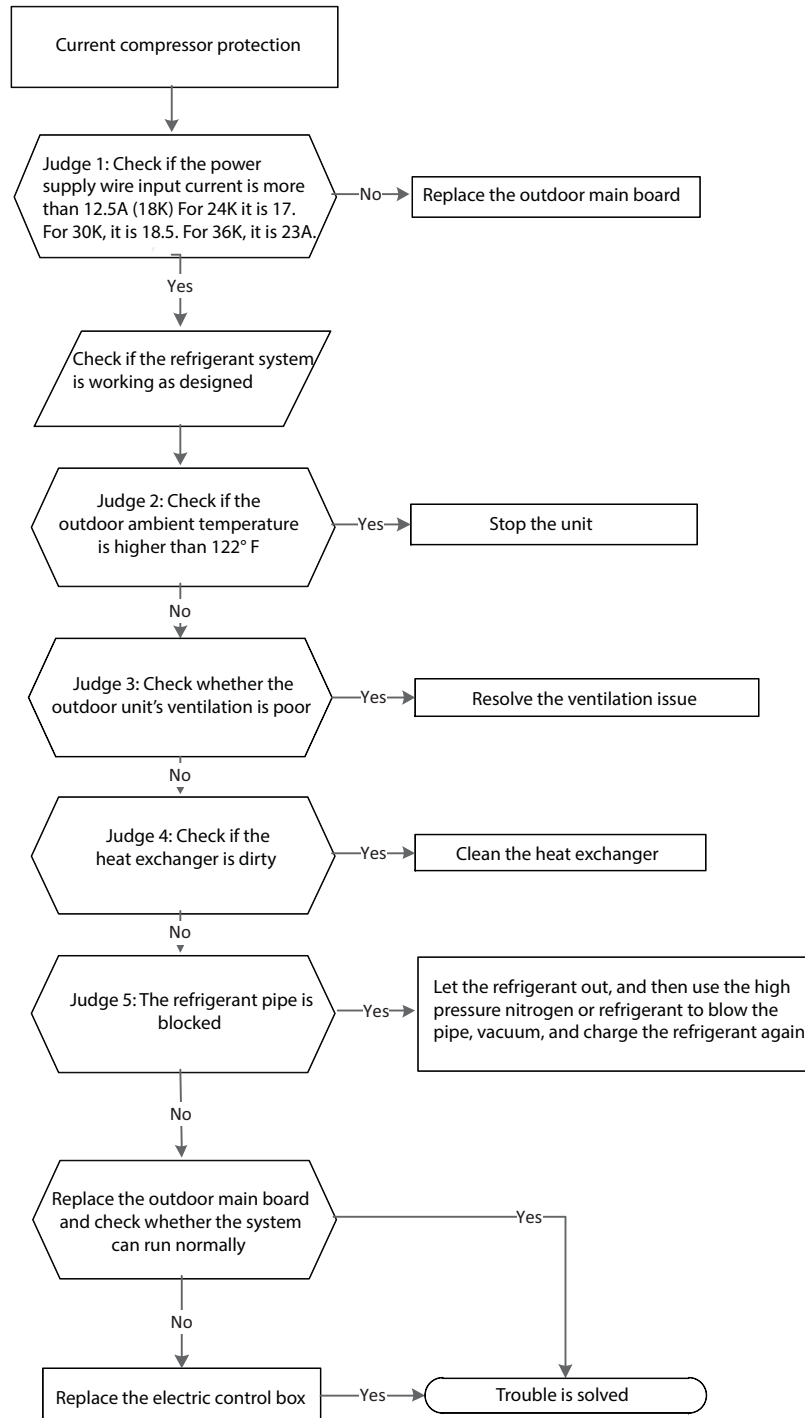 Current compressor protection
Judge 1: Check if the power
supply wire input current is more
than 12.5A (18K) For 24K it is 17.
For 30K, it is 18.5. For 36K, it is 23A.
No
Replace the outdoor main board
Yes
Check if the refrigerant system
is working as designed
Judge 2: Check if the
outdoor ambient temperature
is higher than 122° F
Yes
Stop the unit
No
Judge 3: Check whether the
outdoor unit's ventilation is poor
Yes
Resolve the ventilation issue
No
Judge 4: Check if the
heat exchanger is dirty
Yes
Clean the heat exchanger
No
Judge 5: The refrigerant pipe is
blocked
Yes
Let the refrigerant out, and then use the high
pressure nitrogen or refrigerant to blow the
pipe, vacuum, and charge the refrigerant again
No
Replace the outdoor main board
and check whether the system
can run normally
Yes
No
Replace the electric control box
Yes
Trouble is solved